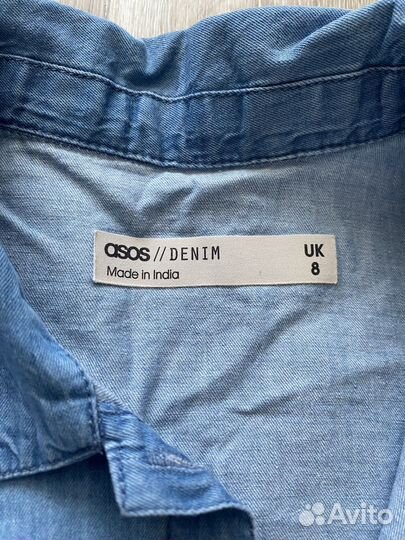 asos // DENIM UK
Made in India 8
Avito